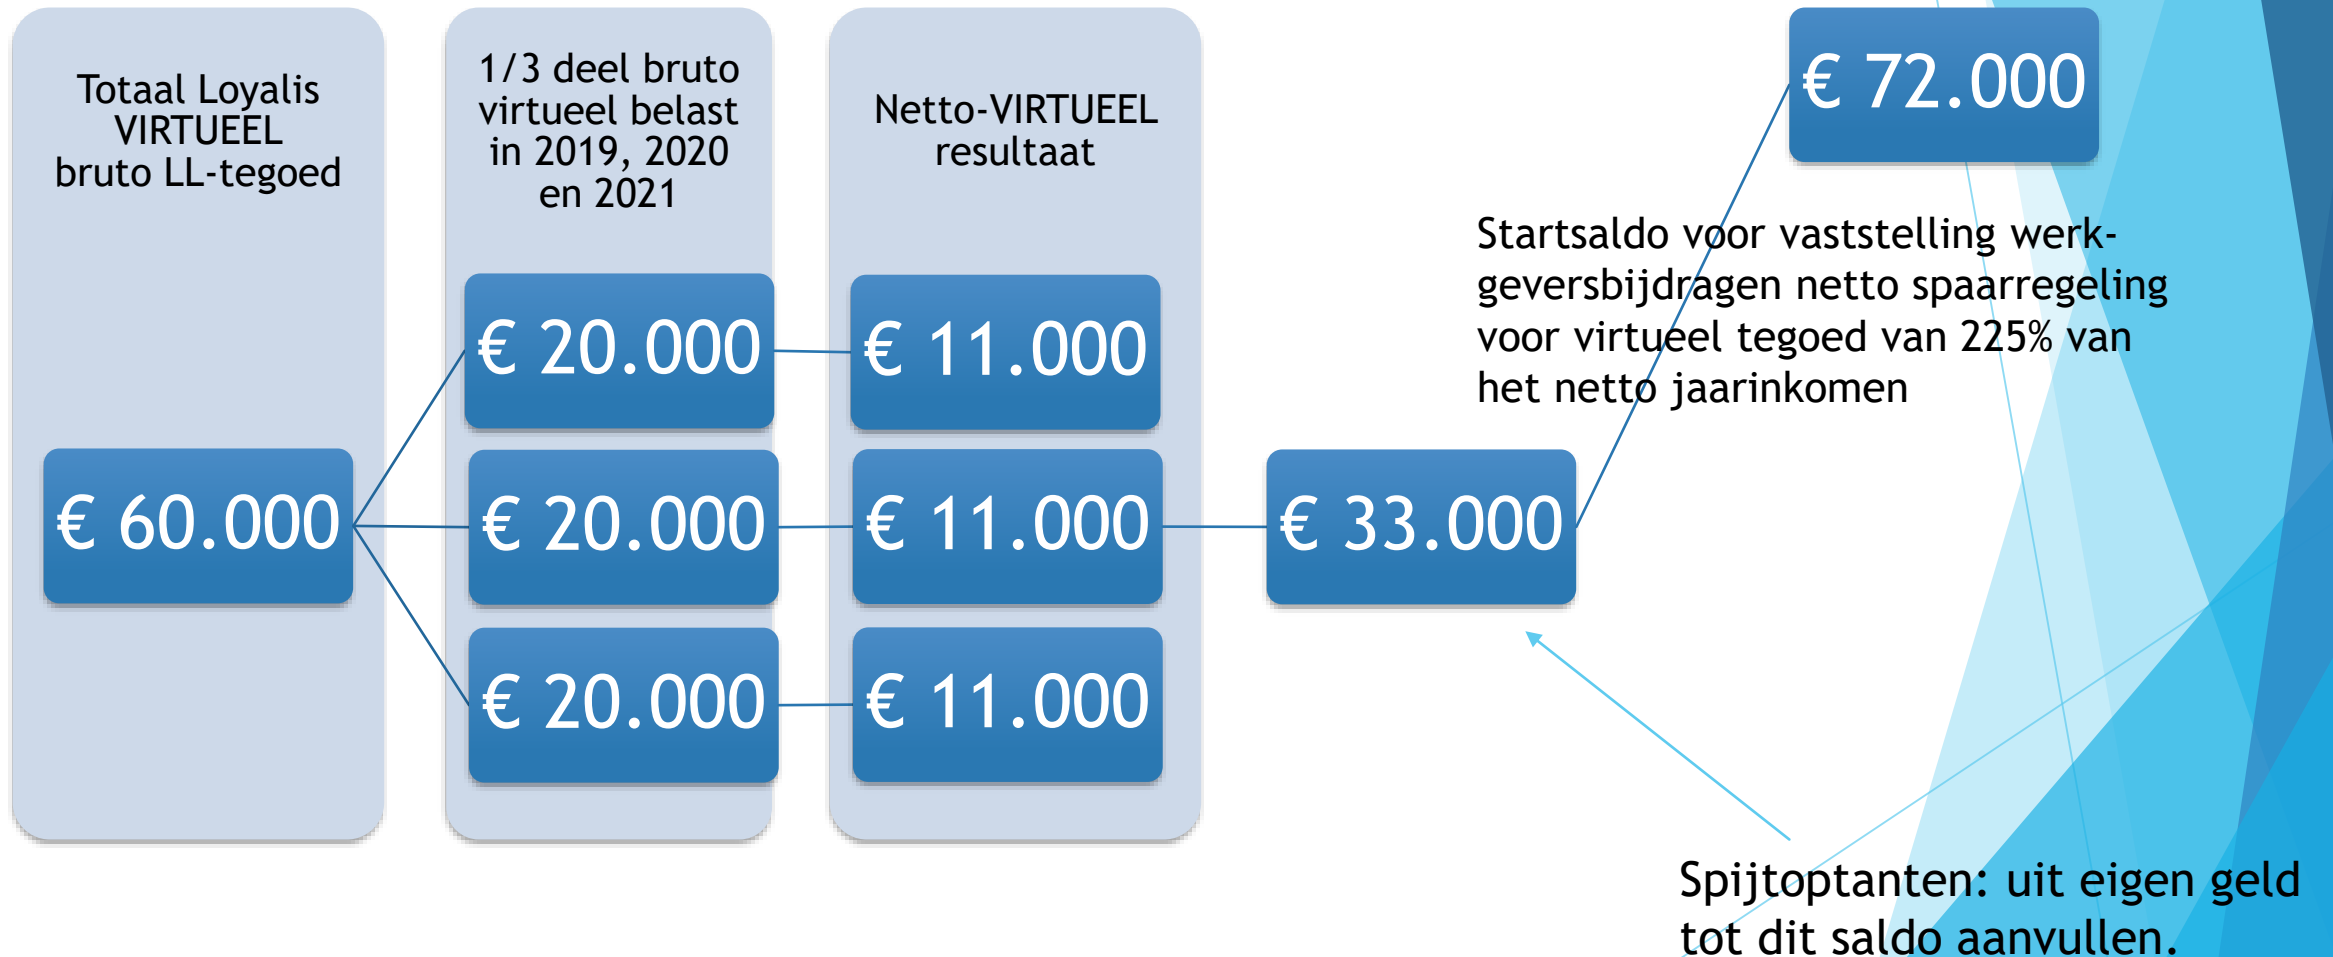 Totaal Loyalis
VIRTUEEL
bruto LL-tegoed
€ 60.000
1/3 deel bruto
virtueel belast
in 2019, 2020
en 2021
€ 20.000
€ 20.000
€ 20.000
Netto-VIRTUEEL
resultaat
€ 11.000
€ 11.000
€ 11.000
€ 33.000
€ 72.000
Startsaldo voor vaststelling werk-
geversbijdragen netto spaarregeling
voor virtueel tegoed van 225% van
het netto jaarinkomen
Spijtoptanten: uit eigen geld
tot dit saldo aanvullen.